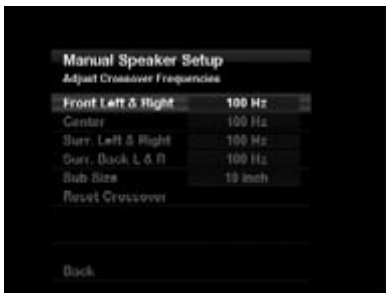 Manual Speaker Setup
Adjust Crossover Frequencies
Front Left & Right 100 Hz
Center 100 Hz
Surr. Left & Right 100 Hz
Surr. Back L & R 100 Hz
Sub Size 10 inch
Reset Crossover
Back